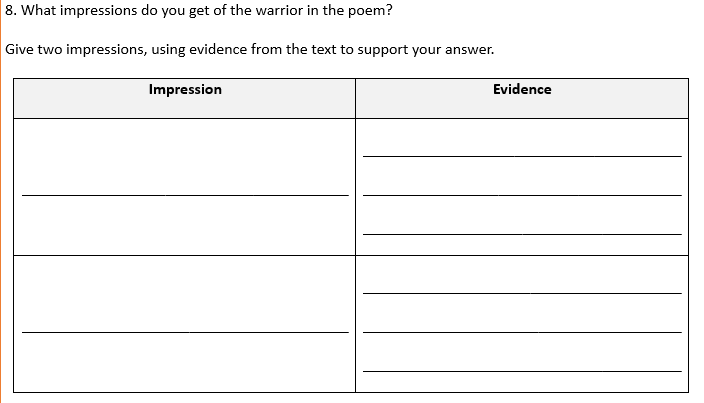 8. What impressions do you get of the warrior in the poem?
Give two impressions, using evidence from the text to support your answer.
Impression
Evidence